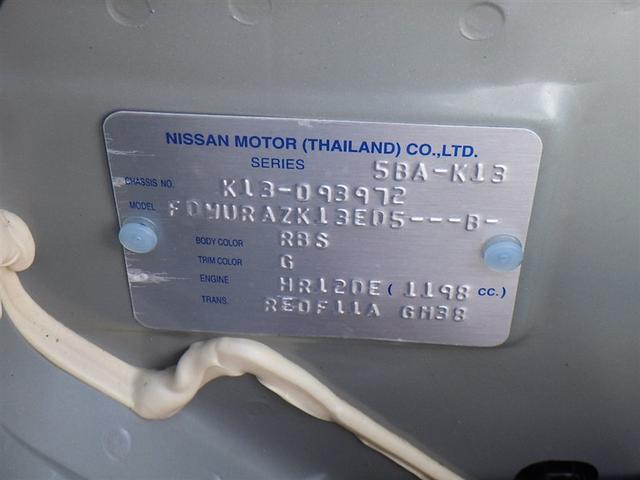 NISSAN MOTOR (THAILAND) CO.,LTD.
SERIES 5BA-K13
CHASSIS NO. K13-093972
MODEL FDWURAZK13ED5---B-
BODY COLOR RBS
TRIM COLOR G
ENGINE HR12DE ( 1198 CC.)
TRANS. RE0F11A GH38